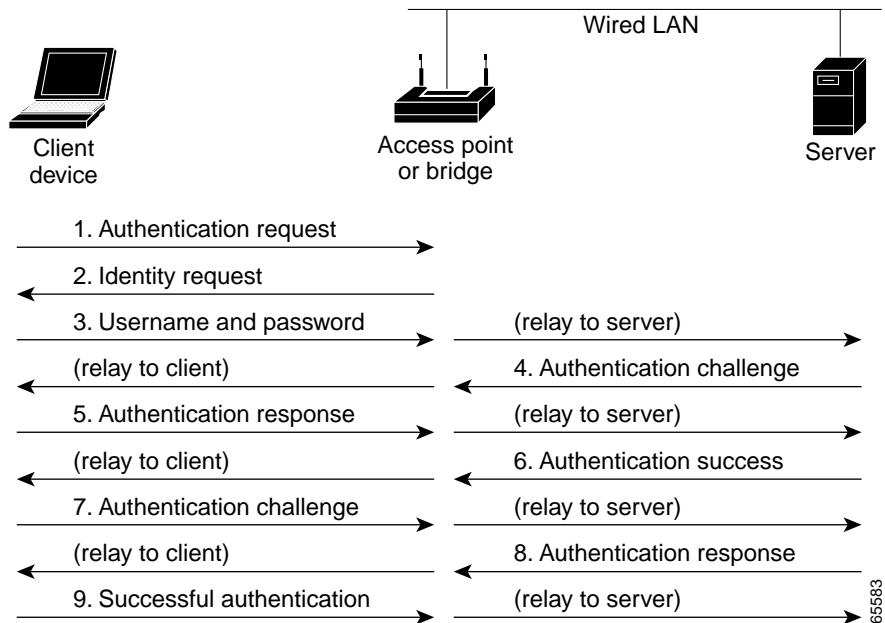 Wired LAN
Client
device
Access point
or bridge
Server
1. Authentication request
2. Identity request
3. Username and password
(relay to server)
(relay to client)
4. Authentication challenge
5. Authentication response
(relay to server)
(relay to client)
6. Authentication success
7. Authentication challenge
(relay to server)
(relay to client)
8. Authentication response
9. Successful authentication
(relay to server)
65583